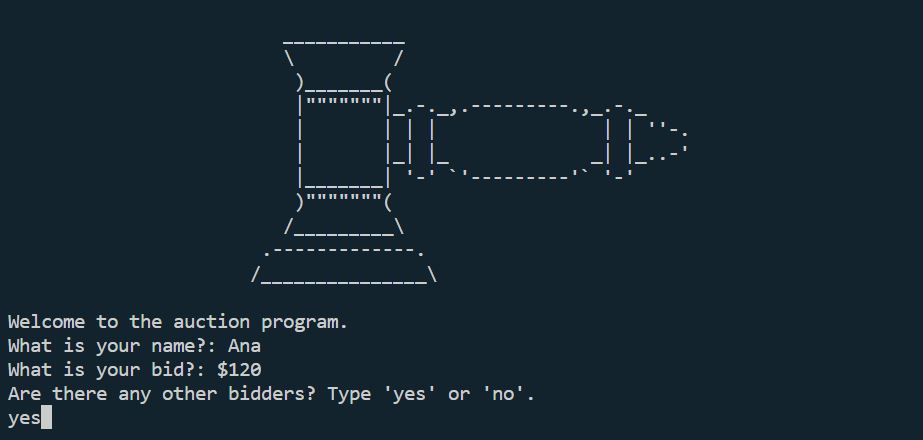 Welcome to the auction program.
What is your name?: Ana
What is your bid?: $120
Are there any other bidders? Type 'yes' or 'no'.
yes